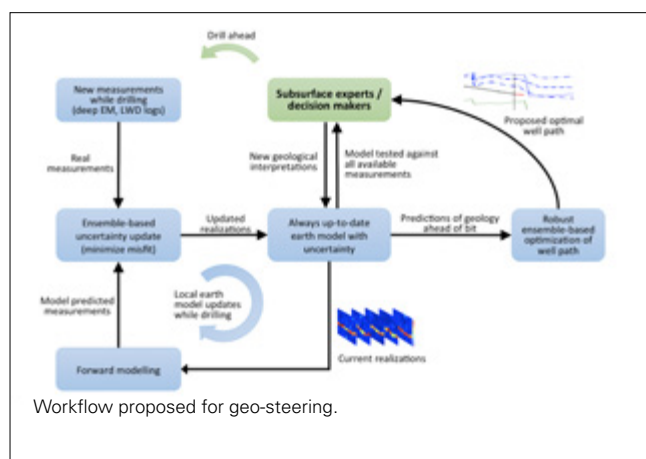 Drill ahead
New measurements
while drilling
(deep EM, LWD logs)
Subsurface experts /
decision makers
Proposed optimal
well path
Real
measurements
New geological
interpretations
Model tested against
all available
measurements
Ensemble-based
uncertainty update
(minimize misfit)
Updated
realizations
Always up-to-date
earth model with
uncertainty
Predictions of geology
ahead of bit
Robust
ensemble-based
optimization of
well path
Model predicted
measurements
Local earth
model updates
while drilling
Current realizations
Forward modelling
Workflow proposed for geo-steering.